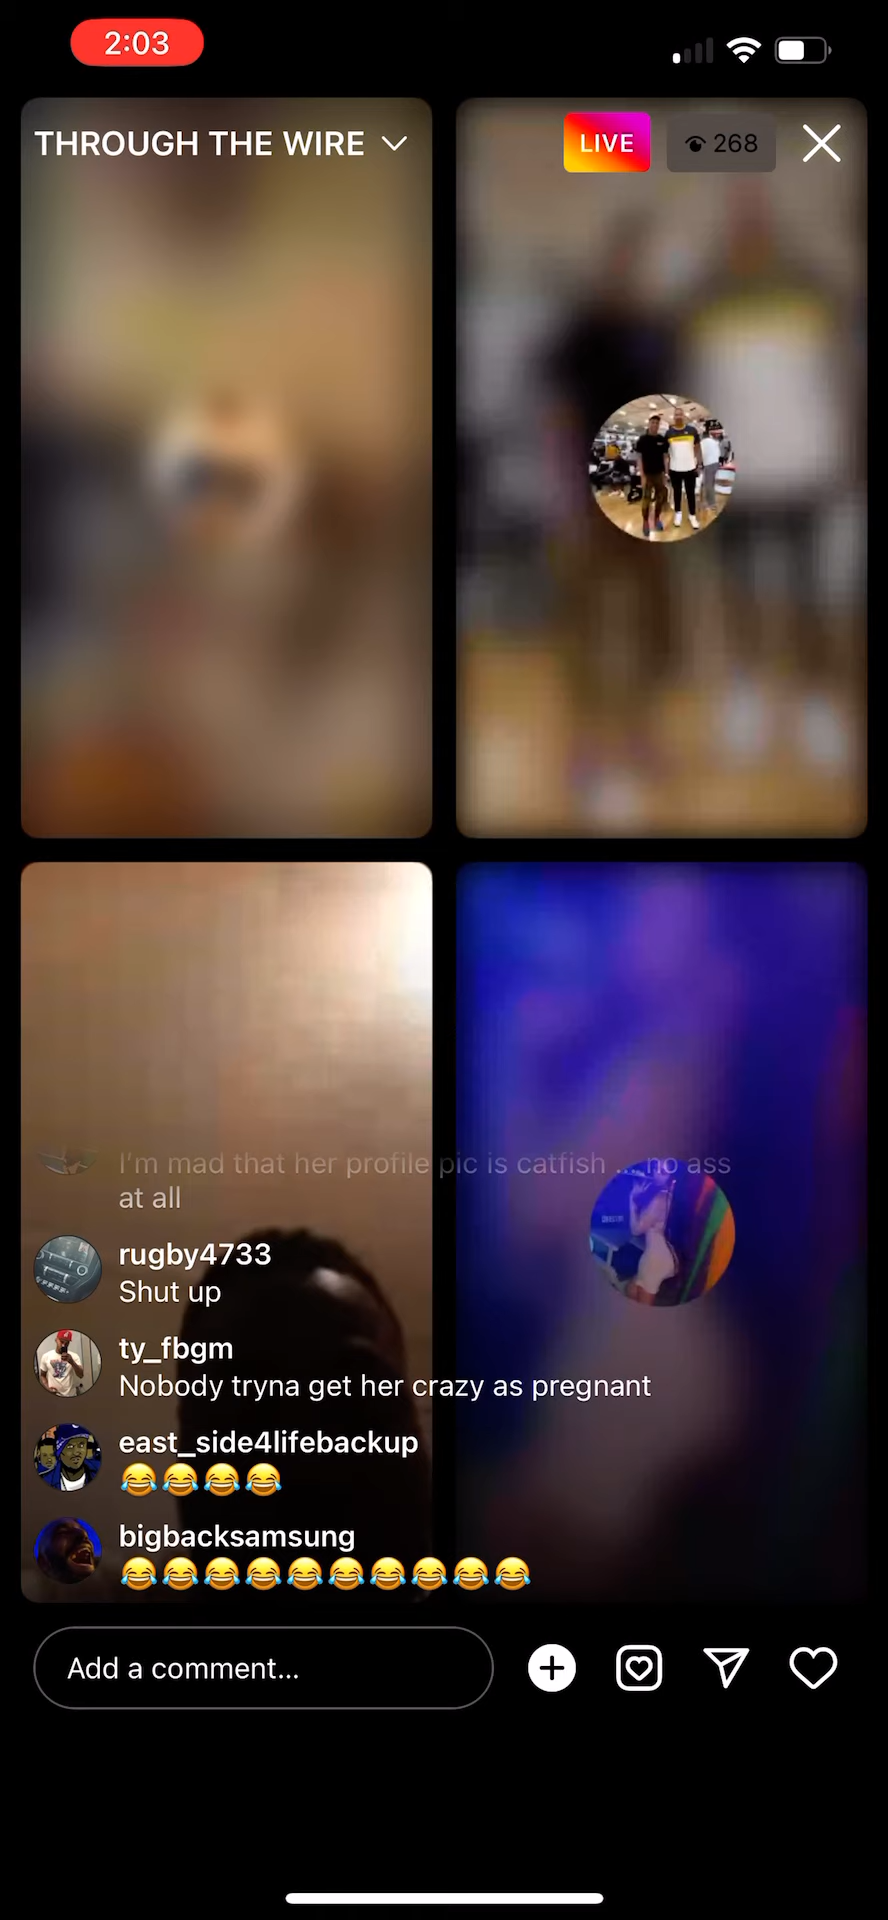 2:03
THROUGH THE WIRE
LIVE
268
I'm mad that her profile pic is catfish ... no ass
at all
rugby4733
Shut up
ty_fbgm
Nobody tryna get her crazy as pregnant
east_side4lifebackup
😂😂😂😂
bigbacksamsung
😂😂😂😂😂😂😂😂😂😂
Add a comment...